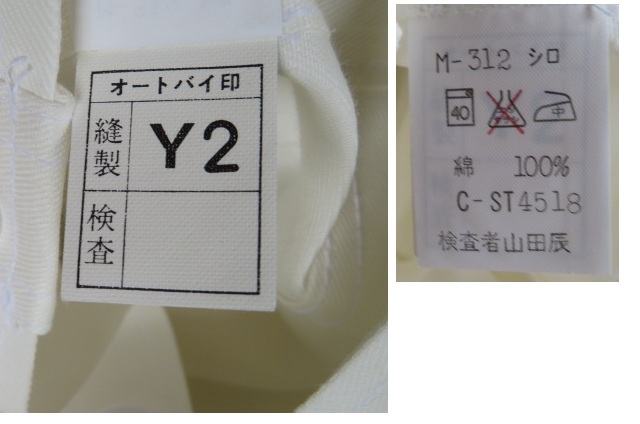 オートバイ印
縫製 Y2
検査
M-312 シロ
40 中
綿 100%
C-ST4518
検査者山田辰